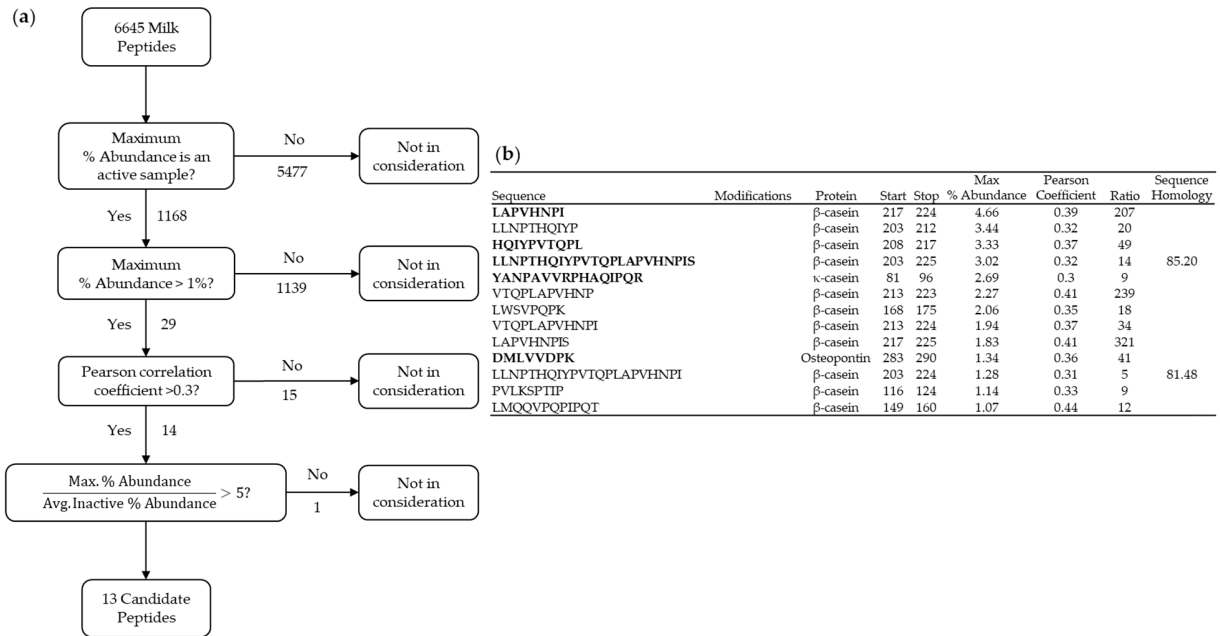 (a)
6645 Milk
Peptides
Maximum
% Abundance is an
active sample?
No
5477
Not in
consideration
Yes 1168
Maximum
% Abundance > 1%?
No
1139
Not in
consideration
Yes 29
Pearson correlation
coefficient >0.3?
No
15
Not in
consideration
Yes 14
Max. % Abundance
Avg. Inactive % Abundance > 5?
No
1
Not in
consideration
13 Candidate
Peptides
(b)
Sequence Modifications Protein Start Stop Max % Abundance Pearson Coefficient Ratio Sequence Homology
LAPVHNPI β-casein 217 224 4.66 0.39 207
LLNPTHQIYP β-casein 203 212 3.44 0.32 20
HQIYPVTQPL β-casein 208 217 3.33 0.37 49
LLNPTHQIYPVTQPLAPVHNPIS β-casein 203 225 3.02 0.32 14 85.20
YANPAVVRPHAQIPQR κ-casein 81 96 2.69 0.3 9
VTQPLAPVHNP β-casein 213 223 2.27 0.41 239
LWSVPQPK β-casein 168 175 2.06 0.35 18
VTQPLAPVHNPI β-casein 213 224 1.94 0.37 34
LAPVHNPIS β-casein 217 225 1.83 0.41 321
DMLVVDPK Osteopontin 283 290 1.34 0.36 41
LLNPTHQIYPVTQPLAPVHNPI β-casein 203 224 1.28 0.31 5 81.48
PVLKSPTIP β-casein 116 124 1.14 0.33 9
LMQQVPQPIPQT β-casein 149 160 1.07 0.44 12